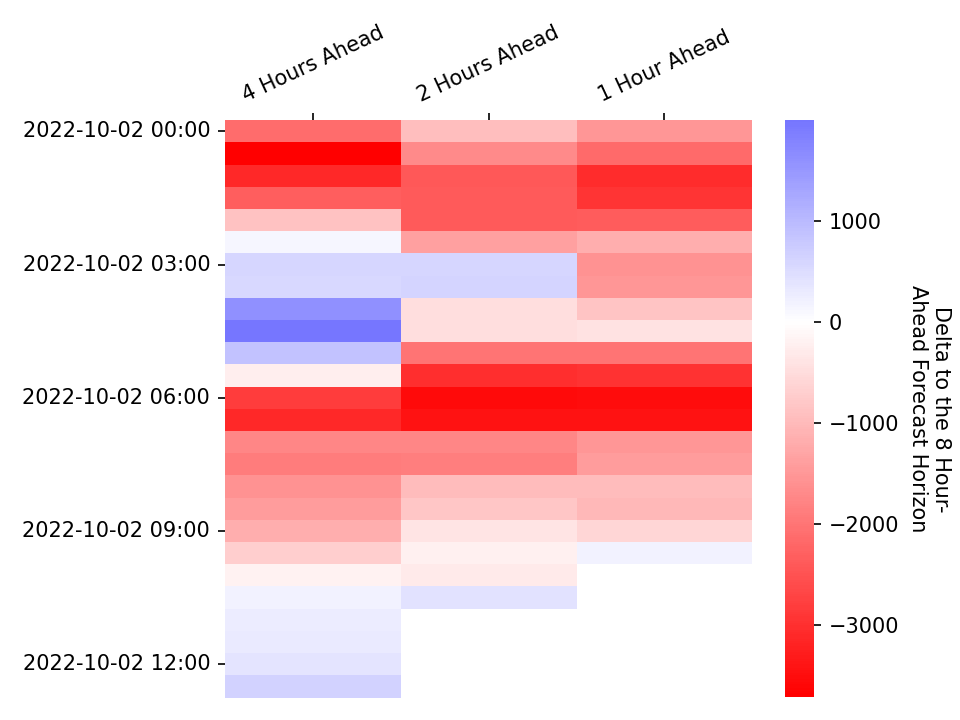 4 Hours Ahead
2 Hours Ahead
1 Hour Ahead
2022-10-02 00:00
2022-10-02 03:00
2022-10-02 06:00
2022-10-02 09:00
2022-10-02 12:00
1000
0
−1000
−2000
−3000
Delta to the 8 Hour-
Ahead Forecast Horizon